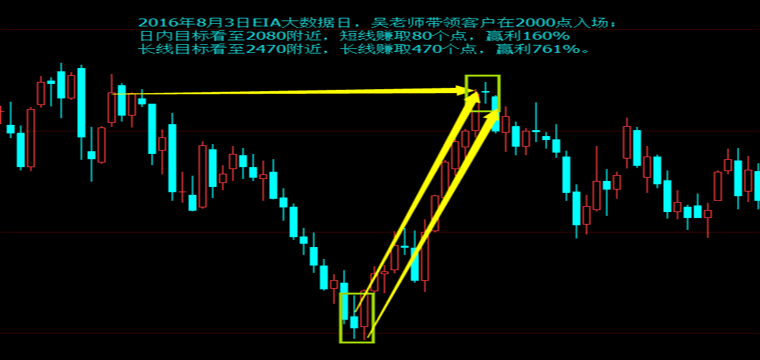 2016年8月3日EIA大数据日，吴老师带领客户在2000点入场；
日内目标看至2080附近，短线赚取80个点，赢利160%
长线目标看至2470附近，长线赚取470个点，赢利761%。